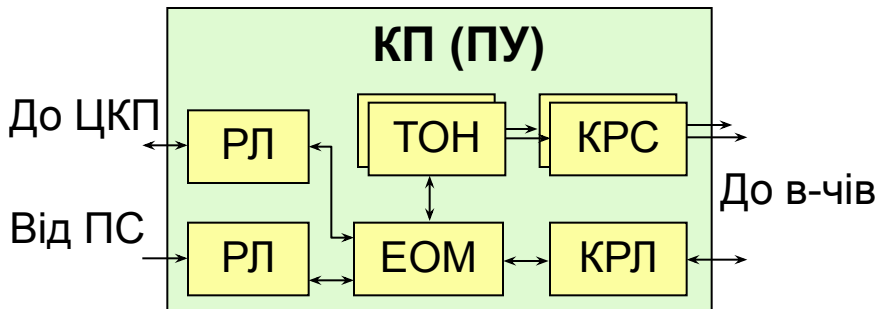 КП (ПУ)
До ЦКП
РЛ
ТОН
КРС
До в-чів
Від ПС
РЛ
ЕОМ
КРЛ